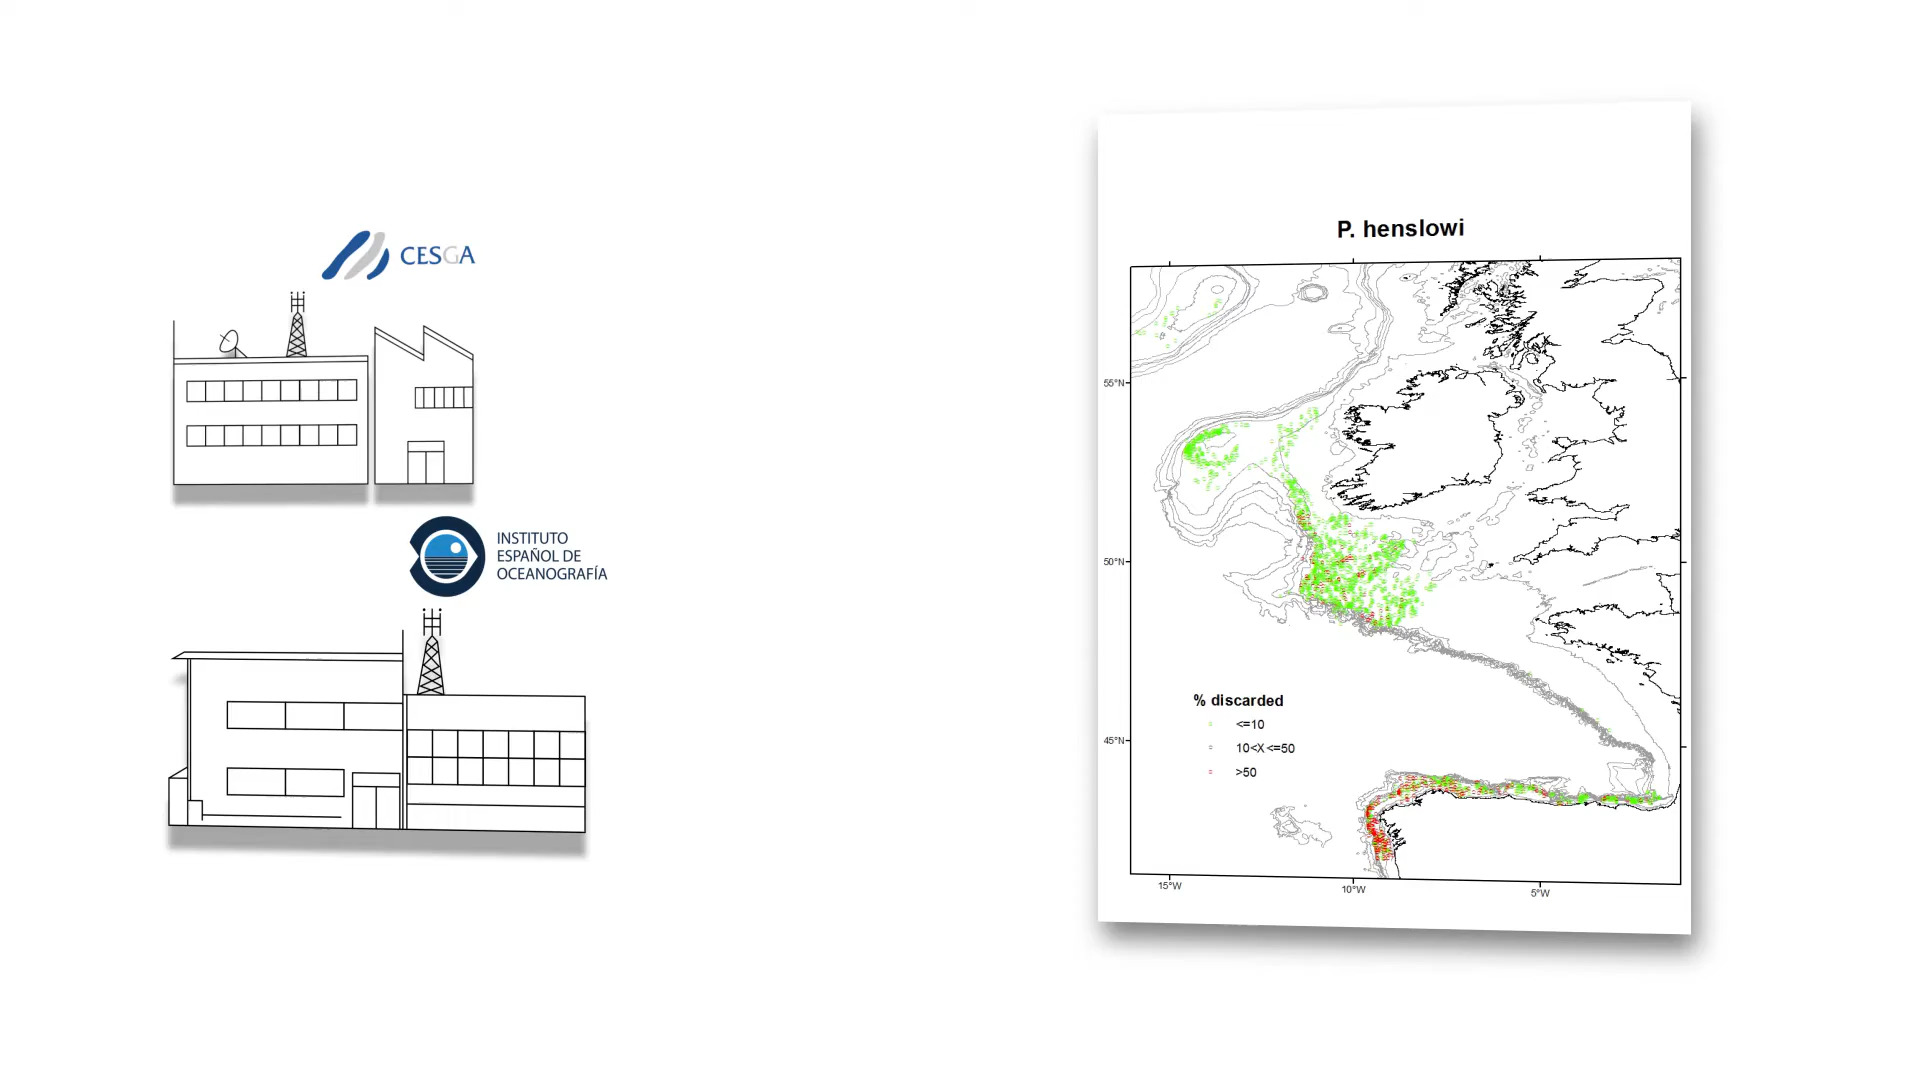 CESGA
INSTITUTO
ESPAÑOL DE
OCEANOGRAFÍA
P. henslowi
55°N
50°N
45°N
% discarded
<=10
10<X<=50
>50
15°W
10°W
5°W